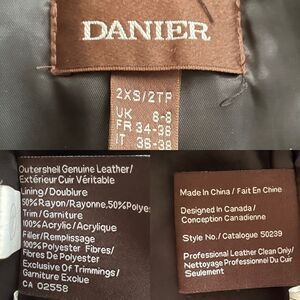 DANIER
2XS/2TP
UK 6-8
FR 34-36
IT 36-38
Outershell Genuine Leather/
Extérieur Cuir Véritable
Lining/Doublure
50% Rayon/Rayonne, 50% Polyes
Trim/Garniture
100% Acrylic/Acrylique
Filler/Remplissage
100% Polyester Fibres/
Fibres De Polyester
Exclusive Of Trimmings/
Garniture Exclue
CA 02558
Made In China / Fait En Chine
Designed In Canada /
Conception Canadienne
Style No./ Catalogue 50239
Professional Leather Clean Only/
Nettoyage Professionnel Du Cuir
Seulement